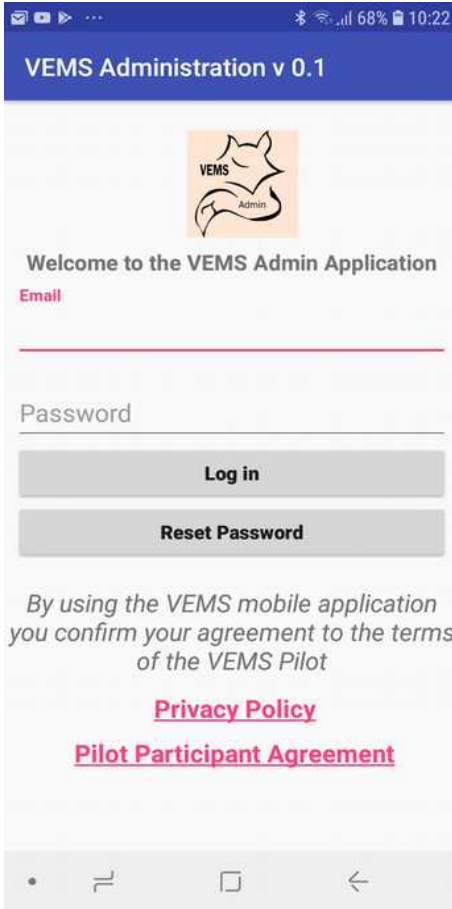 68% 10:22
VEMS Administration v 0.1
VEMS
Admin
Welcome to the VEMS Admin Application
Email
Password
Log in
Reset Password
By using the VEMS mobile application
you confirm your agreement to the terms
of the VEMS Pilot
Privacy Policy
Pilot Participant Agreement